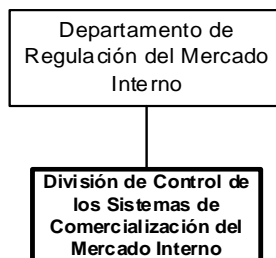 Departamento de
Regulación del Mercado
Interno
División de Control de
los Sistemas de
Comercialización del
Mercado Interno